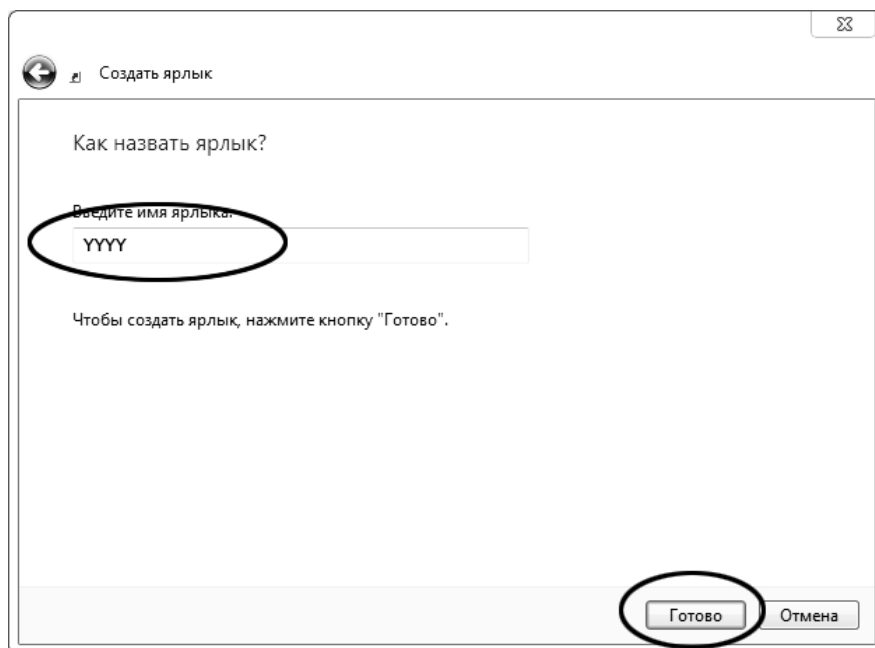 Создать ярлык
Как назвать ярлык?
Введите имя ярлыка:
YYYY
Чтобы создать ярлык, нажмите кнопку "Готово".
Готово
Отмена